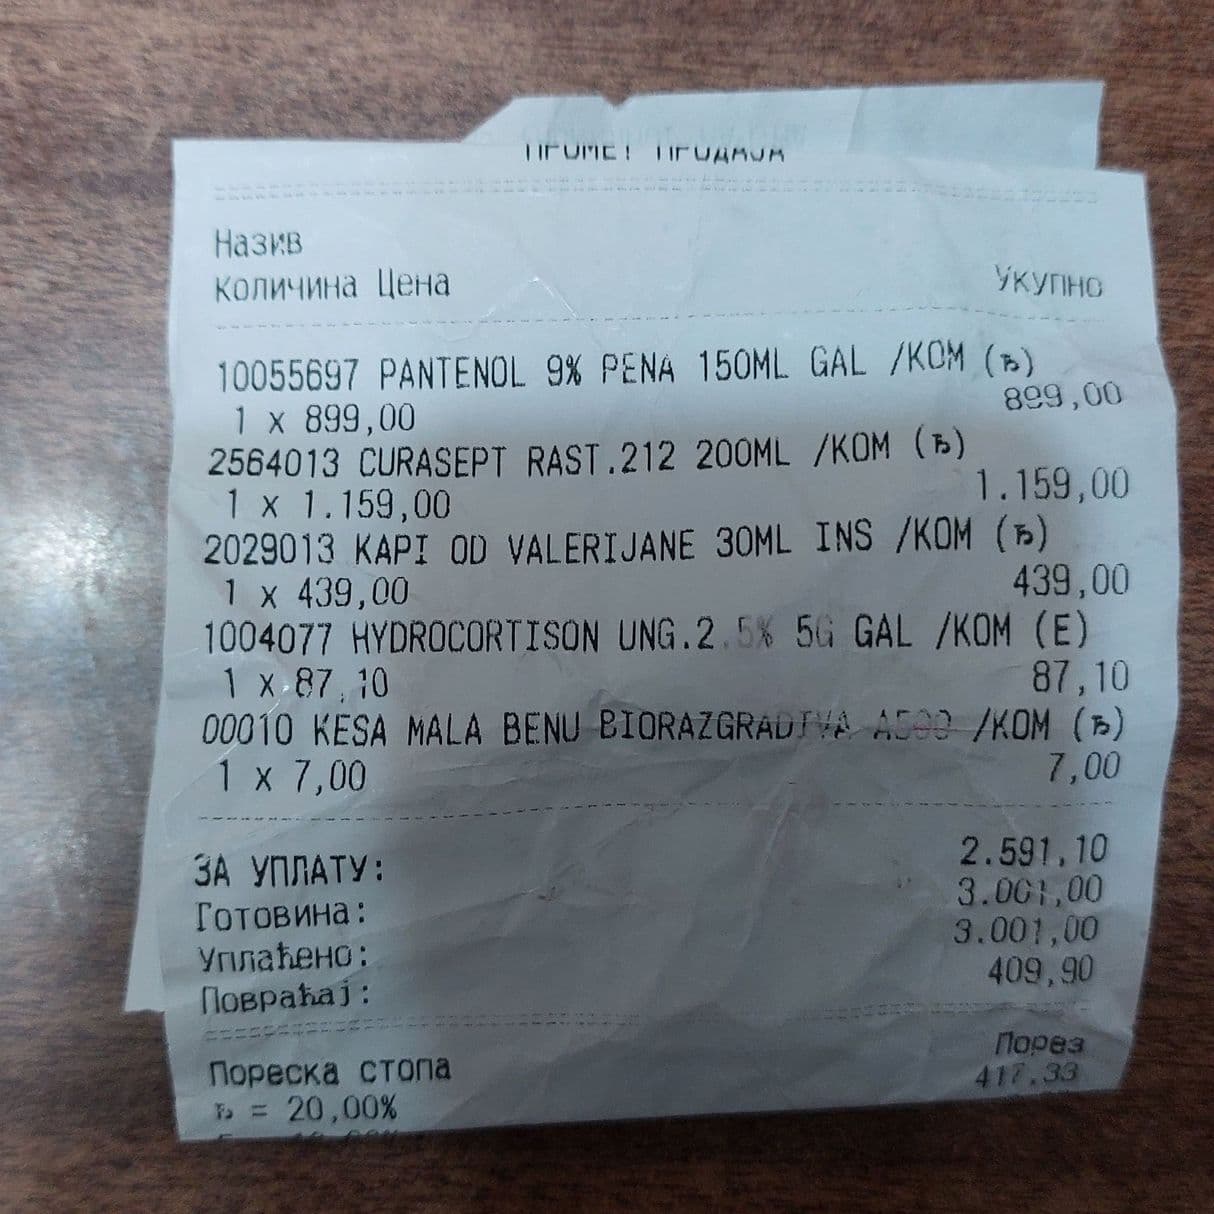 ПРОМЕТ ПРОДАЈА
Назив
Количина Цена Укупно
10055697 PANTENOL 9% PENA 150ML GAL /KOM (Ђ)
1 x 899,00 899,00
2564013 CURASEPT RAST.212 200ML /KOM (Ђ)
1 x 1.159,00 1.159,00
2029013 KAPI OD VALERIJANE 30ML INS /KOM (Ђ)
1 x 439,00 439,00
1004077 HYDROCORTISON UNG.2.5% 5G GAL /KOM (Е)
1 x 87,10 87,10
00010 KESA MALA BENU BIORAZGRADIVA A500 /KOM (Ђ)
1 x 7,00 7,00
ЗА УПЛАТУ: 2.591,10
Готовина: 3.001,00
Уплаћено: 3.001,00
Повраћај: 409,90
Пореска стопа Порез
Ђ = 20,00% 417,33